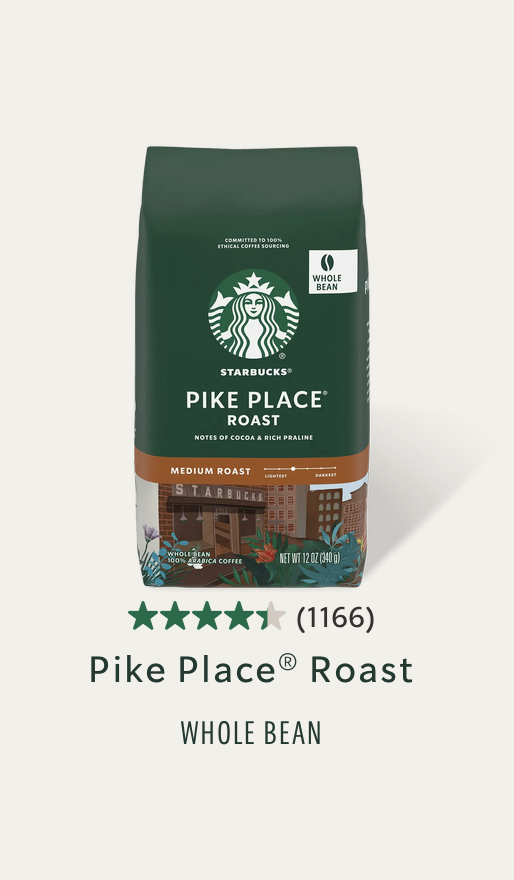 COMMITTED TO 100%
ETHICAL COFFEE SOURCING
WHOLE
BEAN
®
STARBUCKS®
PIKE PLACE®
ROAST
NOTES OF COCOA & RICH PRALINE
MEDIUM ROAST
LIGHTEST DARKEST
STARBUCKS
WHOLE BEAN
100% ARABICA COFFEE
NET WT 12 OZ (340 g)
(1166)
Pike Place® Roast
WHOLE BEAN